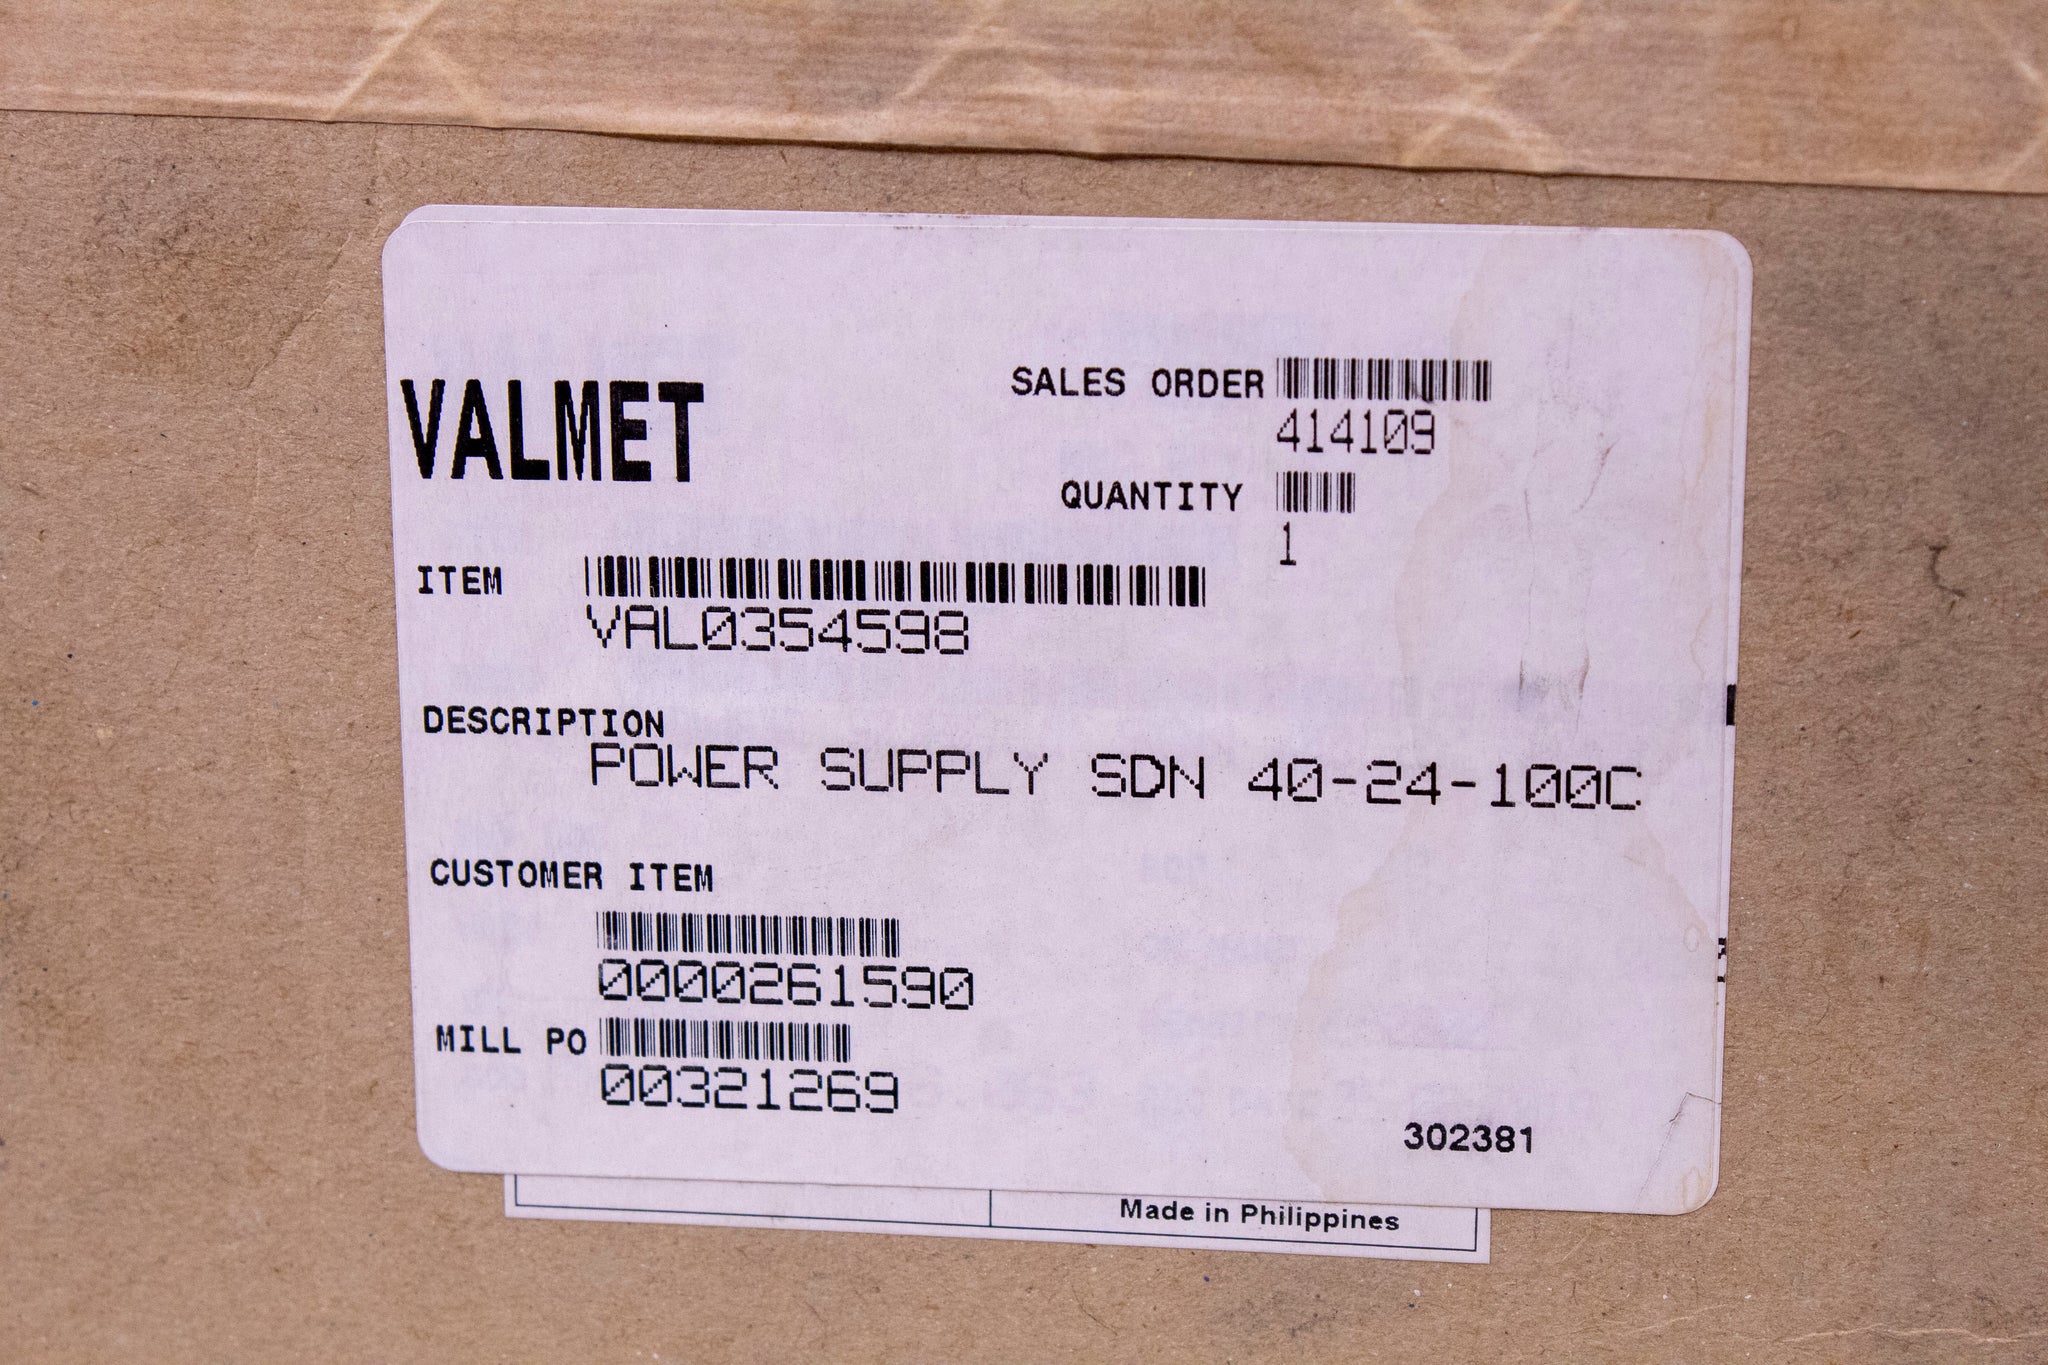 VALMET
SALES ORDER
414109
QUANTITY
1
ITEM
VAL0354598
DESCRIPTION
POWER SUPPLY SDN 40-24-100C
CUSTOMER ITEM
0000261590
MILL PO
00321269
302381
Made in Philippines